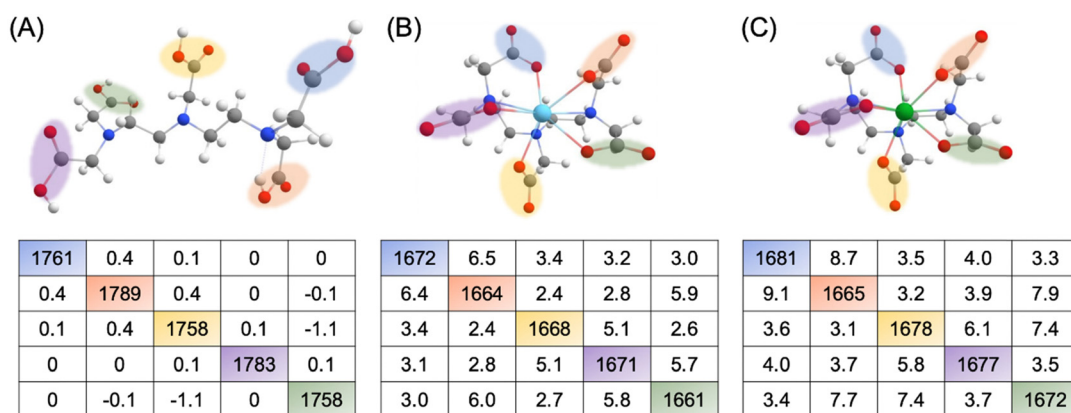 (A) (B) (C)
1761 0.4 0.1 0 0 1672 6.5 3.4 3.2 3.0 1681 8.7 3.5 4.0 3.3
0.4 1789 0.4 0 -0.1 6.4 1664 2.4 2.8 5.9 9.1 1665 3.2 3.9 7.9
0.1 0.4 1758 0.1 -1.1 3.4 2.4 1668 5.1 2.6 3.6 3.1 1678 6.1 7.4
0 0 0.1 1783 0.1 3.1 2.8 5.1 1671 5.7 4.0 3.7 5.8 1677 3.5
0 -0.1 -1.1 0 1758 3.0 6.0 2.7 5.8 1661 3.4 7.7 7.4 3.7 1672